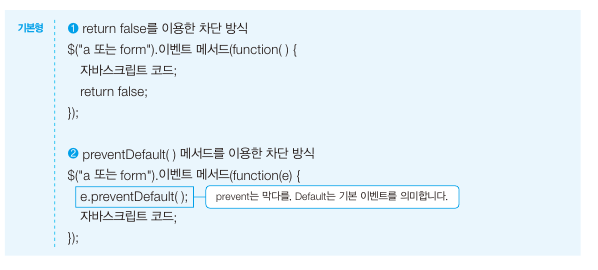 기본형
❶ return false를 이용한 차단 방식
$("a 또는 form").이벤트 메서드(function( ) {
자바스크립트 코드;
return false;
});
❷ preventDefault( ) 메서드를 이용한 차단 방식
$("a 또는 form").이벤트 메서드(function(e) {
e.preventDefault( ); prevent는 막다를, Default는 기본 이벤트를 의미합니다.
자바스크립트 코드;
});